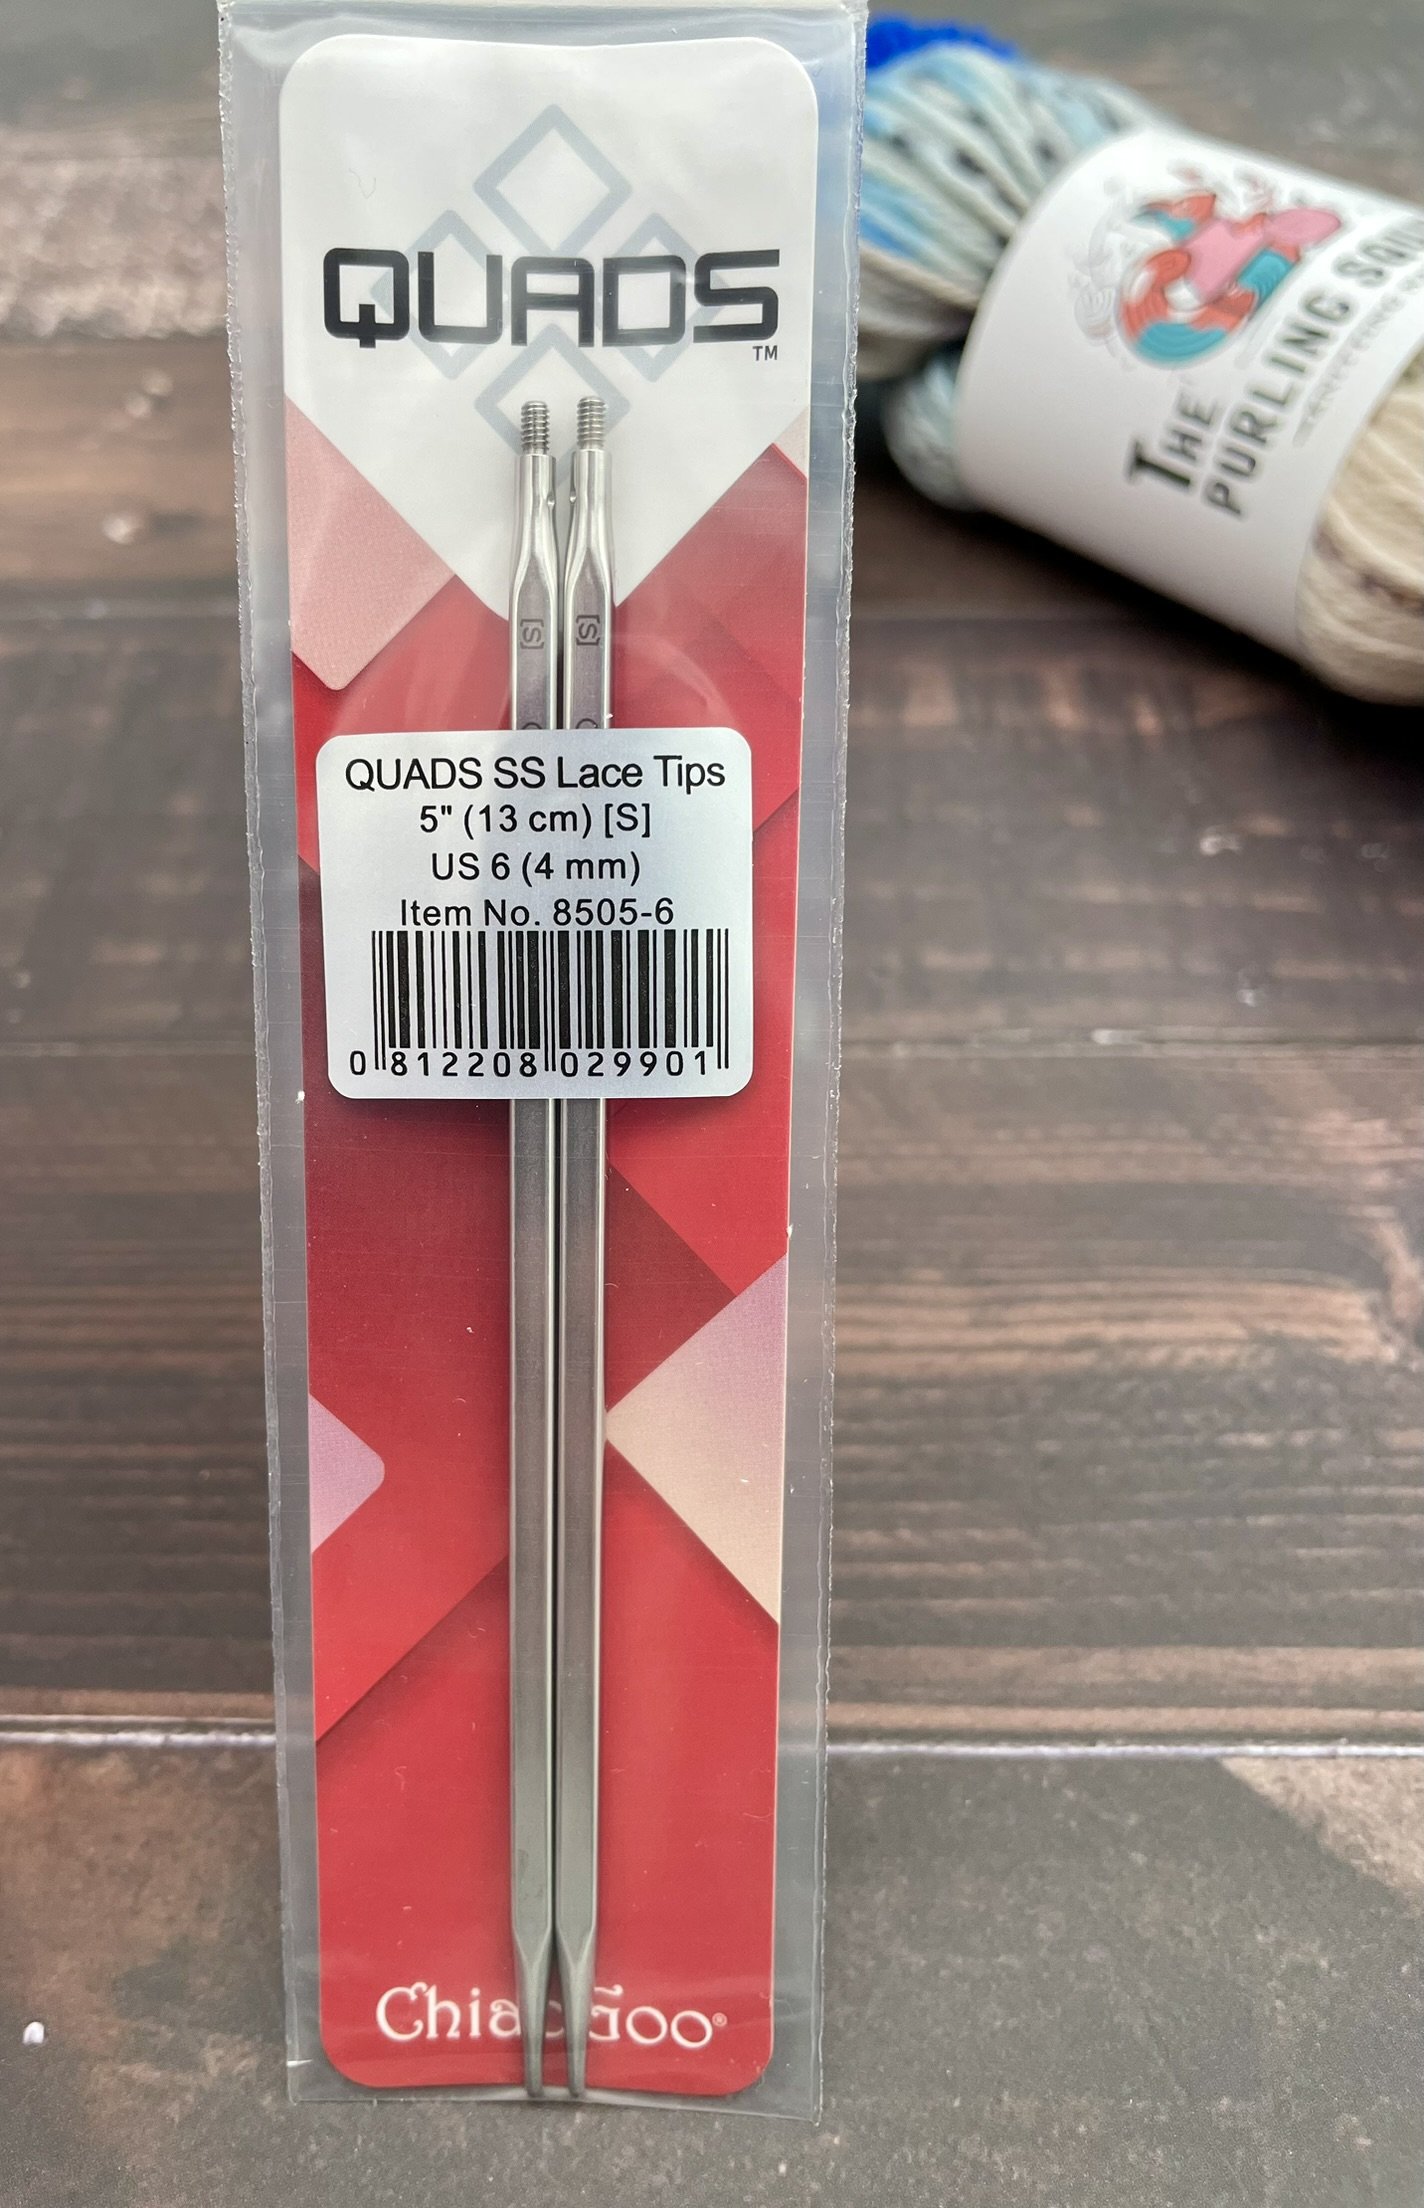 QUADS
TM
[S] [S]
QUADS SS Lace Tips
5" (13 cm) [S]
US 6 (4 mm)
Item No. 8505-6
0 812208 029901
ChiaoGoo®
THE
PURLING